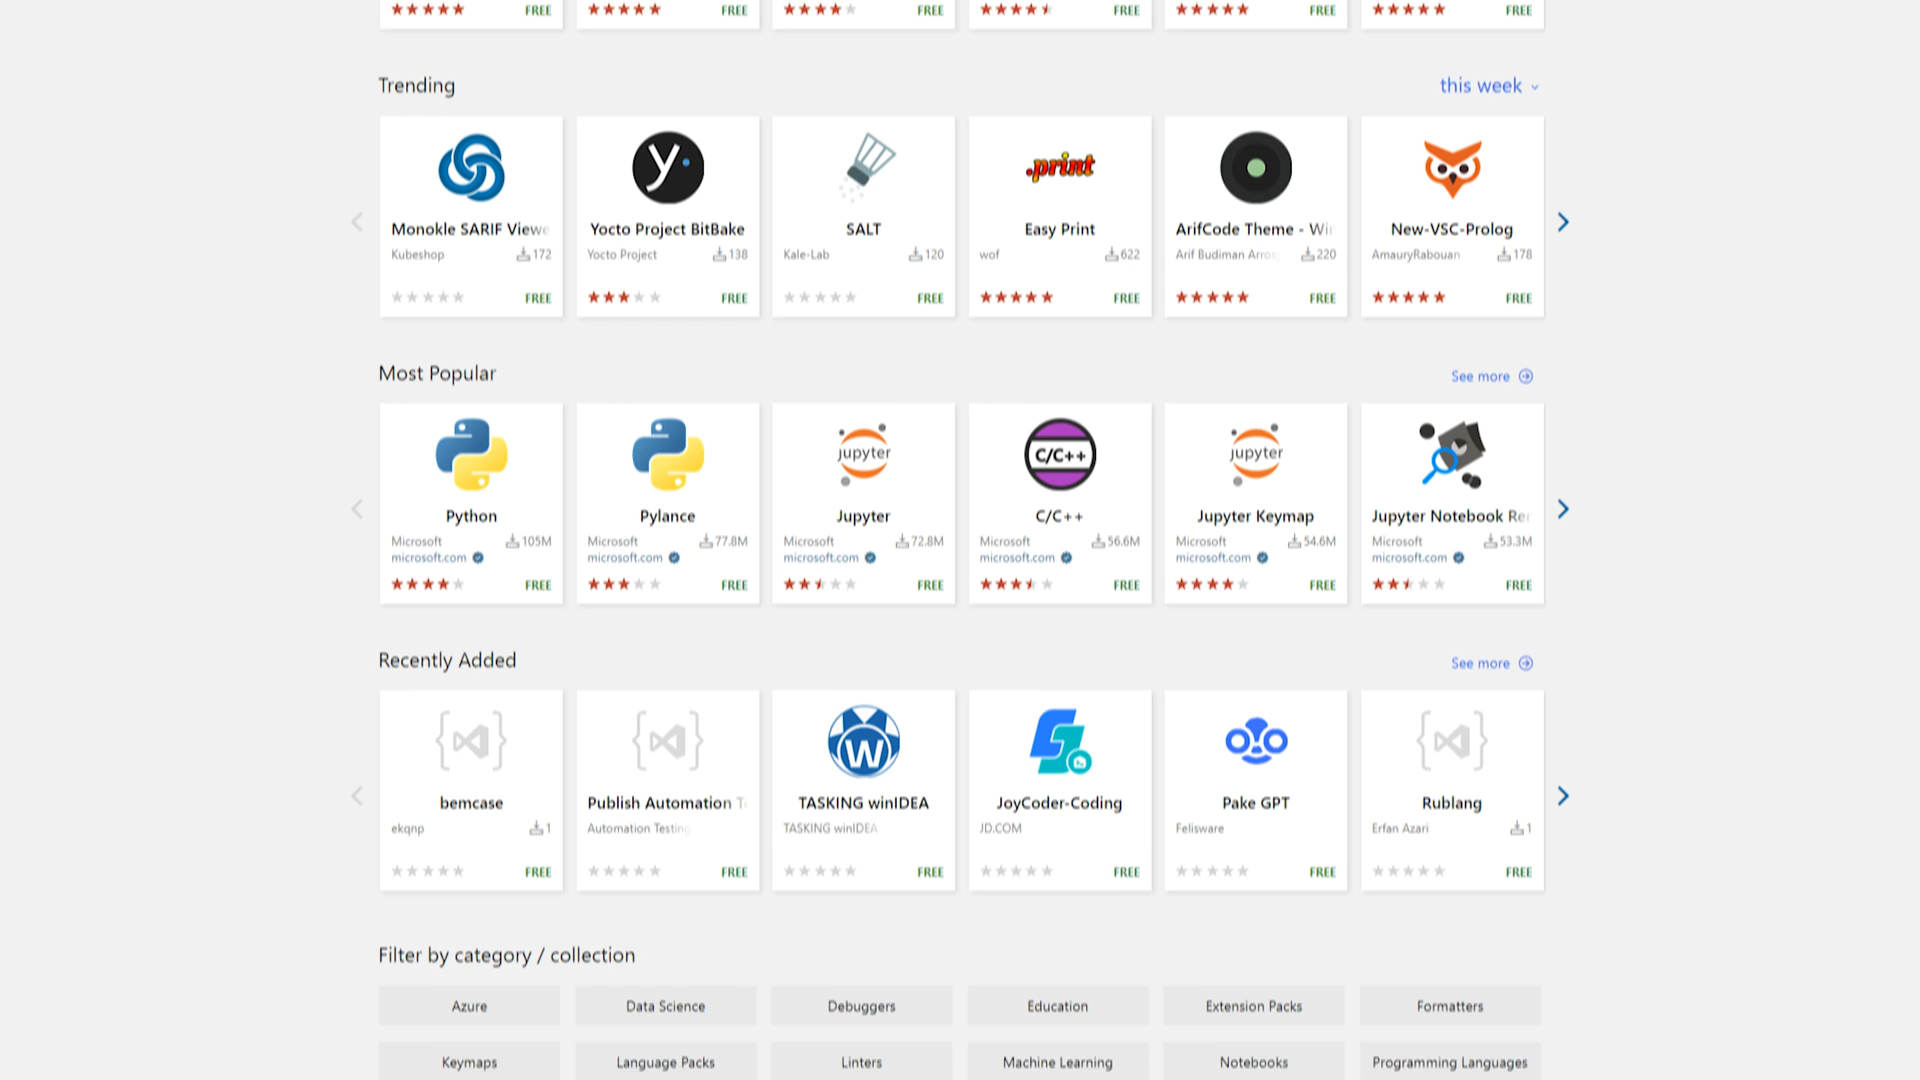 FREE FREE FREE FREE FREE FREE
Trending this week
.print
Monokle SARIF Viewe Yocto Project BitBake SALT Easy Print ArifCode Theme - Wi New-VSC-Prolog
Kubeshop 172 Yocto Project 138 Kale-Lab 120 wof 622 Arif Budiman Arros 220 AmauryRabouan 178
FREE FREE FREE FREE FREE FREE
Most Popular See more
jupyter C/C++ jupyter
Python Pylance Jupyter C/C++ Jupyter Keymap Jupyter Notebook Re
Microsoft 105M Microsoft 77.8M Microsoft 72.8M Microsoft 56.6M Microsoft 54.6M Microsoft 53.3M
microsoft.com microsoft.com microsoft.com microsoft.com microsoft.com microsoft.com
FREE FREE FREE FREE FREE FREE
Recently Added See more
W
bemcase Publish Automation T TASKING winIDEA JoyCoder-Coding Pake GPT Rublang
ekqnp 1 Automation Testing TASKING winIDEA JD.COM Felisware Erfan Azari 1
FREE FREE FREE FREE FREE FREE
Filter by category / collection
Azure Data Science Debuggers Education Extension Packs Formatters
Keymaps Language Packs Linters Machine Learning Notebooks Programming Languages